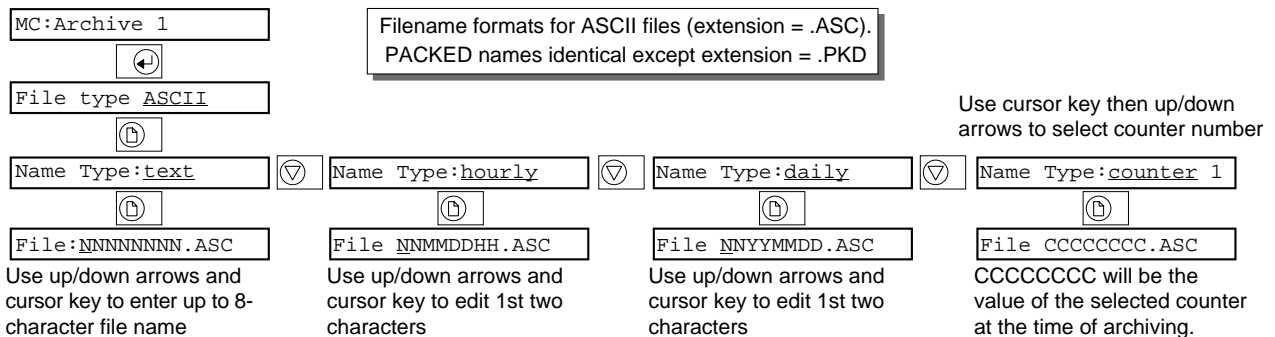 MC:Archive 1
Filename formats for ASCII files (extension = .ASC).
PACKED names identical except extension = .PKD
File type ASCII
Use cursor key then up/down
arrows to select counter number
Name Type:text
Name Type:hourly
Name Type:daily
Name Type:counter 1
File:NNNNNNNN.ASC
File NNMMDDHH.ASC
File NNYYMMDD.ASC
File CCCCCCCC.ASC
Use up/down arrows and
cursor key to enter up to 8-
character file name
Use up/down arrows and
cursor key to edit 1st two
characters
Use up/down arrows and
cursor key to edit 1st two
characters
CCCCCCCC will be the
value of the selected counter
at the time of archiving.